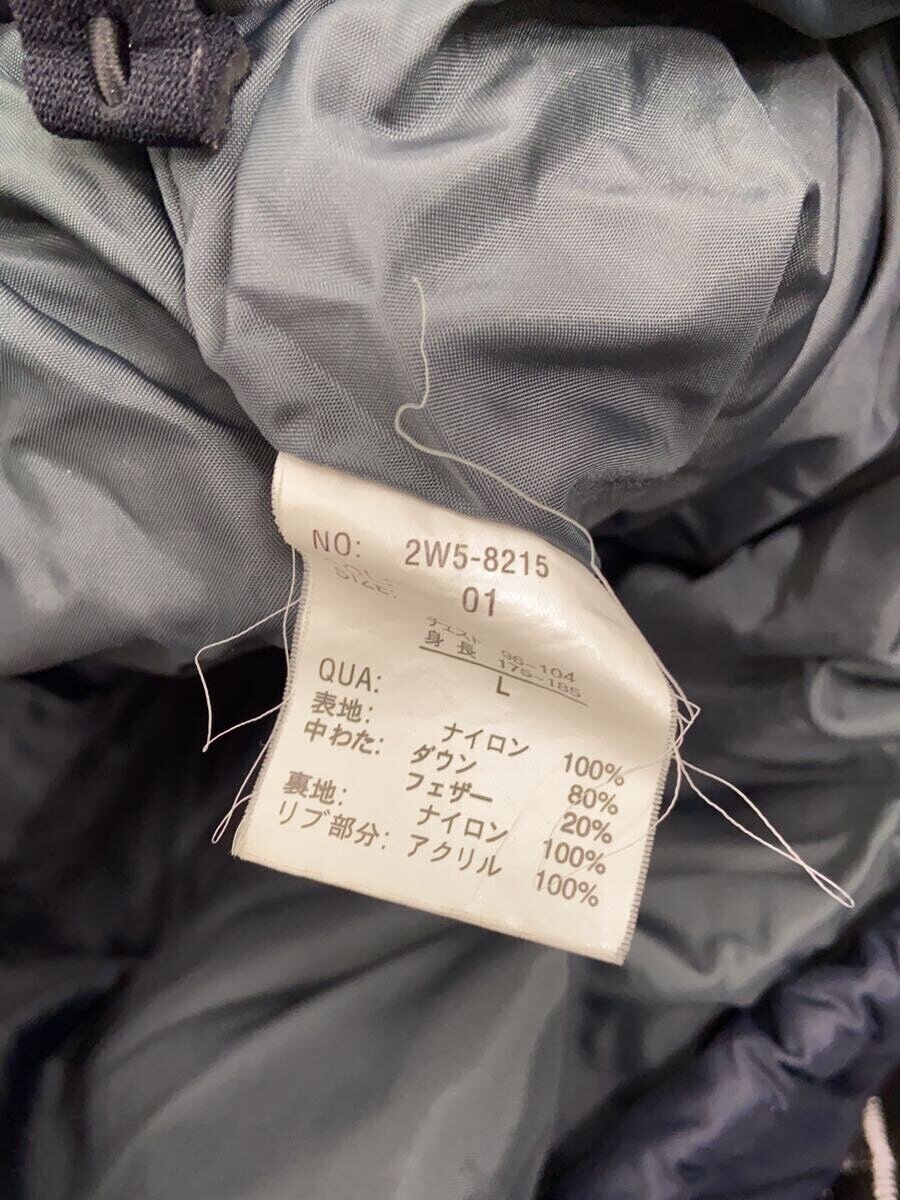 NO: 2W5-8215
COL: 01
SIZE:
チェスト 96-104
身長 175-185
L
QUA:
表地: ナイロン 100%
中わた: ダウン 80%
フェザー 20%
裏地: ナイロン 100%
リブ部分: アクリル 100%